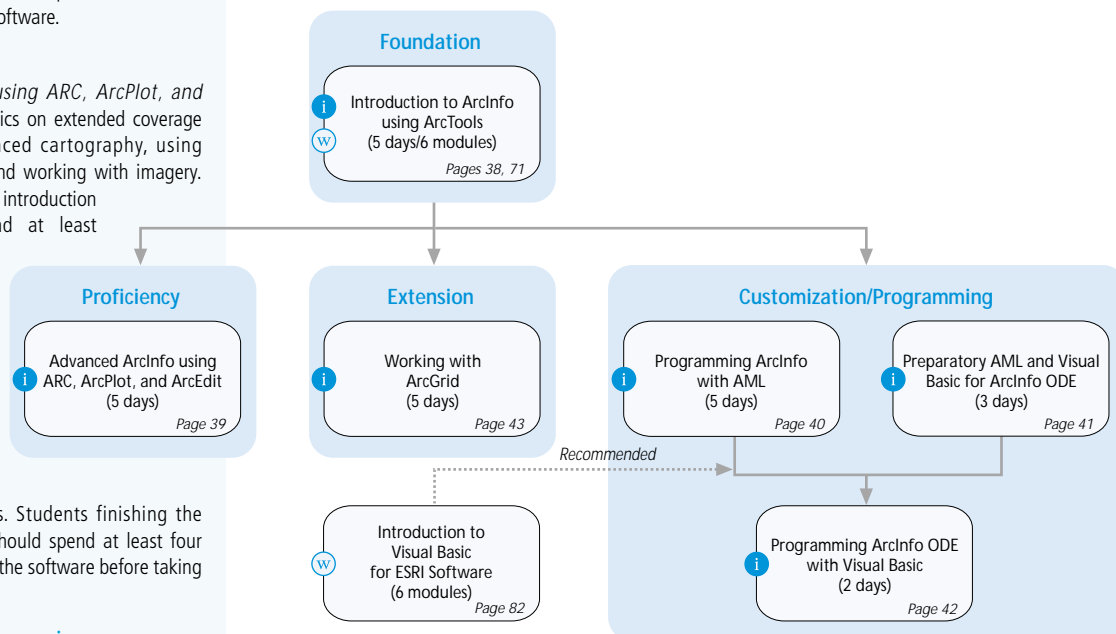 oftware.
using ARC, ArcPlot, and
ics on extended coverage
nced cartography, using
nd working with imagery.
introduction
nd at least
s. Students finishing the
hould spend at least four
the software before taking
Foundation
i
w
Introduction to ArcInfo
using ArcTools
(5 days/6 modules)
Pages 38, 71
Proficiency
i
Advanced ArcInfo using
ARC, ArcPlot, and ArcEdit
(5 days)
Page 39
Extension
i
Working with
ArcGrid
(5 days)
Page 43
Customization/Programming
i
Programming ArcInfo
with AML
(5 days)
Page 40
i
Preparatory AML and Visual
Basic for ArcInfo ODE
(3 days)
Page 41
Recommended
w
Introduction to
Visual Basic
for ESRI Software
(6 modules)
Page 82
i
Programming ArcInfo ODE
with Visual Basic
(2 days)
Page 42